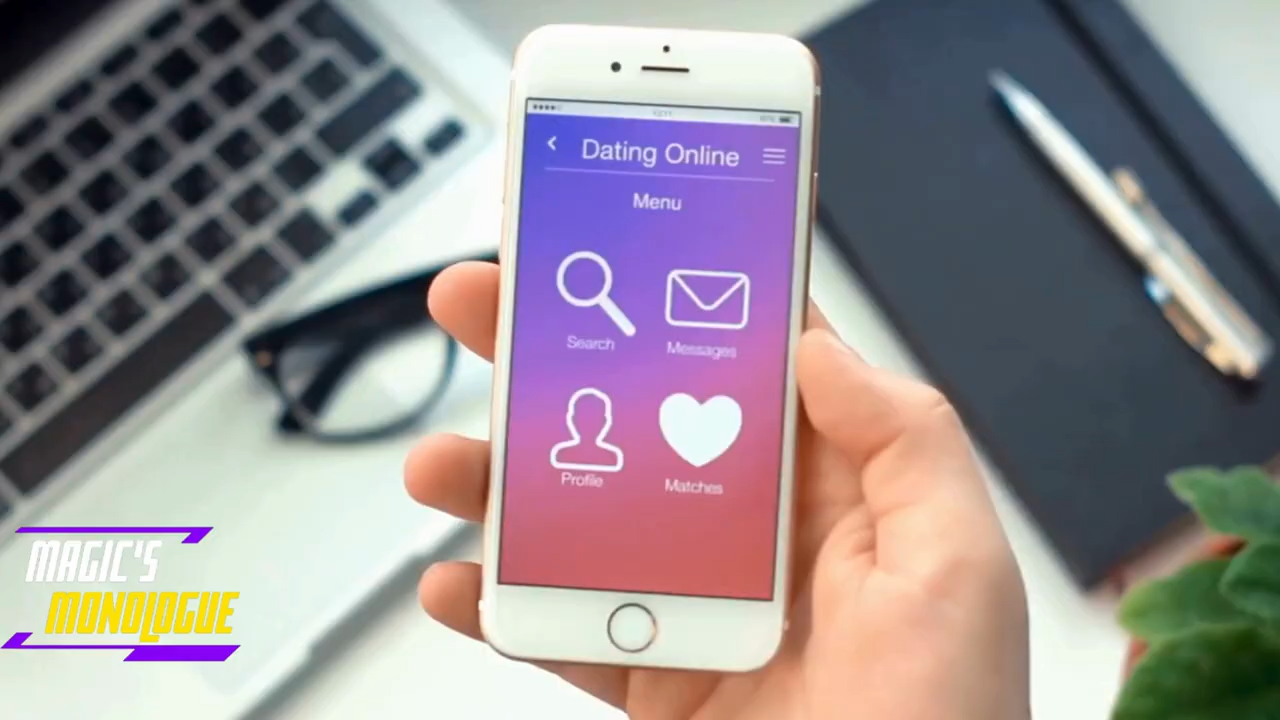 Dating Online
Menu
Search
Messages
Profile
Matches
MAGIC'S
MONOLOGUE